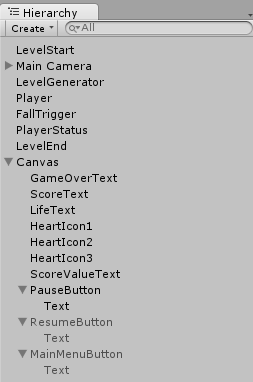 Hierarchy
Create All
LevelStart
Main Camera
LevelGenerator
Player
FallTrigger
PlayerStatus
LevelEnd
Canvas
GameOverText
ScoreText
LifeText
HeartIcon1
HeartIcon2
HeartIcon3
ScoreValueText
PauseButton
Text
ResumeButton
Text
MainMenuButton
Text